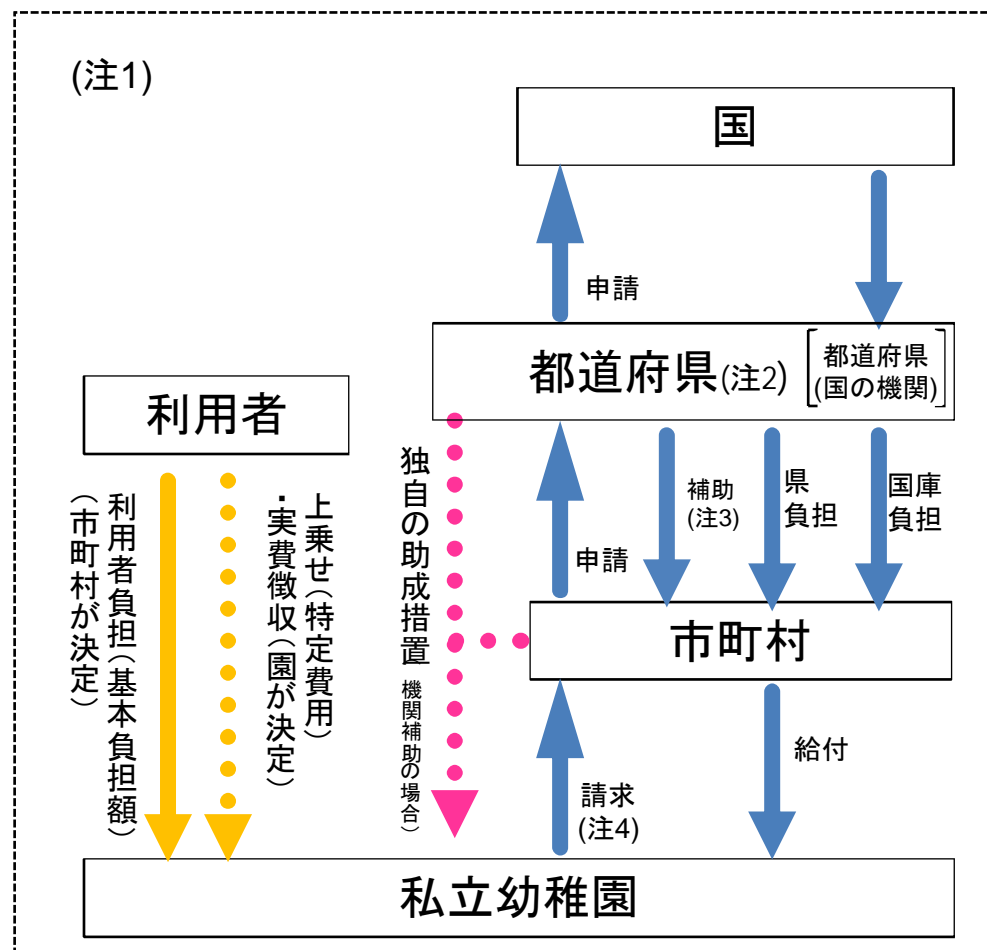 (注1)
国
申請
都道府県(注2)
都道府県
(国の機関)
利用者
利用者負担(基本負担額)
(市町村が決定)
上乗せ(特定費用)
・実費徴収(園が決定)
独自の助成措置(機関補助の場合)
申請
補助
(注3)
県
負担
国庫
負担
市町村
請求
(注4)
給付
私立幼稚園